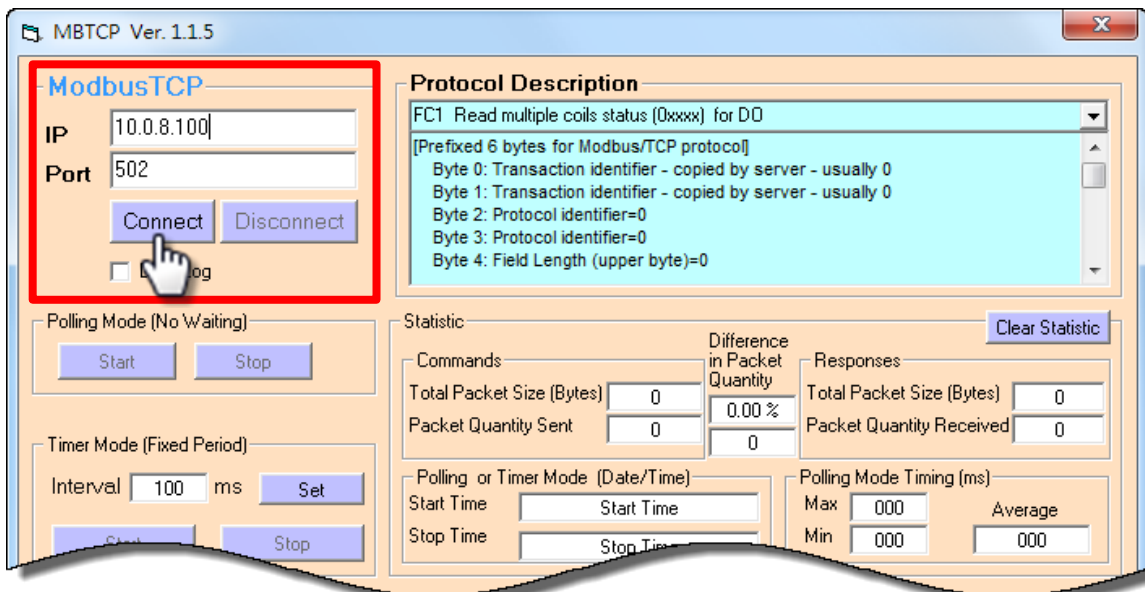 MBTCP Ver. 1.1.5
x
ModbusTCP
IP 10.0.8.100
Port 502
Connect Disconnect
Protocol Description
FC1 Read multiple coils status (0xxxx) for DO
[Prefixed 6 bytes for Modbus/TCP protocol]
Byte 0: Transaction identifier - copied by server - usually 0
Byte 1: Transaction identifier - copied by server - usually 0
Byte 2: Protocol identifier=0
Byte 3: Protocol identifier=0
Byte 4: Field Length (upper byte)=0
Polling Mode (No Waiting)
Start Stop
Timer Mode (Fixed Period)
Interval 100 ms Set
Start Stop
Statistic
Clear Statistic
Commands
Total Packet Size (Bytes) 0
Packet Quantity Sent 0
Difference
in Packet
Quantity
0.00 %
0
Responses
Total Packet Size (Bytes) 0
Packet Quantity Received 0
Polling or Timer Mode (Date/Time)
Start Time Start Time
Stop Time Stop Time
Polling Mode Timing (ms)
Max 000 Average
Min 000 000